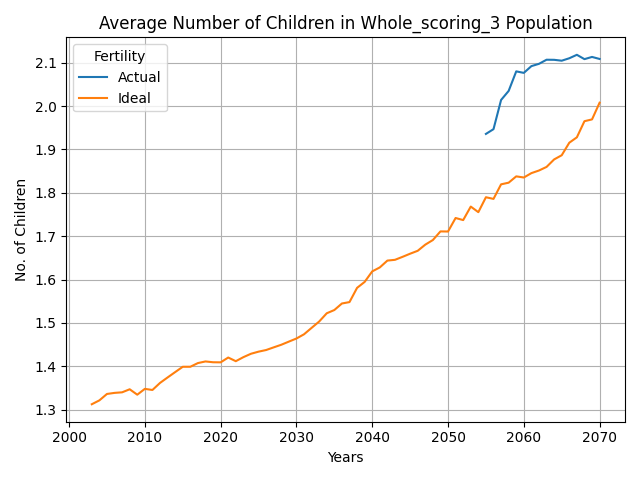 Average Number of Children in Whole_scoring_3 Population
Fertility
Actual
Ideal
No. of Children
2.1
2.0
1.9
1.8
1.7
1.6
1.5
1.4
1.3
2000 2010 2020 2030 2040 2050 2060 2070
Years